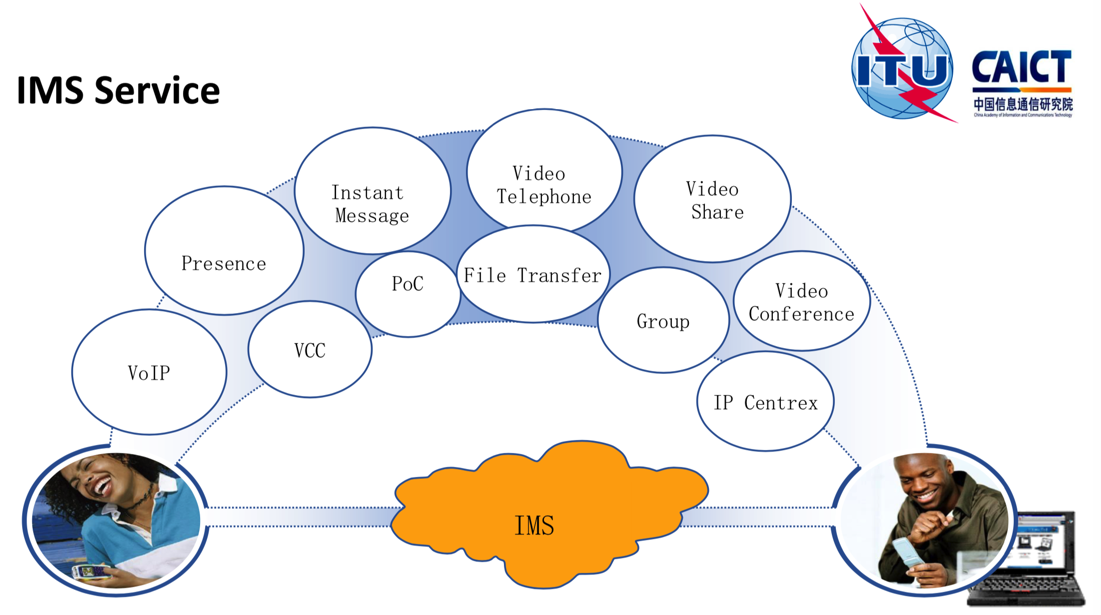 IMS Service
ITU
CAICT
中国信息通信研究院
China Academy of Information and Communications Technology
Instant
Message
Video
Telephone
Video
Share
Presence
PoC
File Transfer
Video
Conference
Group
VoIP
VCC
IP Centrex
IMS